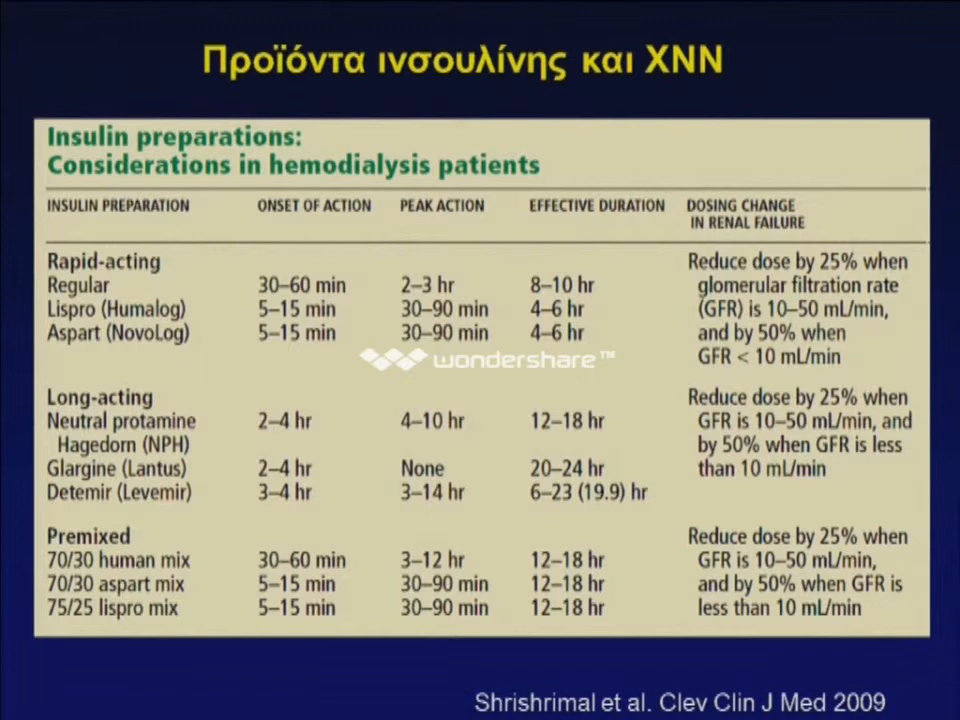 Προϊόντα ινσουλίνης και ΧΝΝ
Insulin preparations:
Considerations in hemodialysis patients
INSULIN PREPARATION ONSET OF ACTION PEAK ACTION EFFECTIVE DURATION DOSING CHANGE
IN RENAL FAILURE
Rapid-acting Reduce dose by 25% when
Regular 30–60 min 2–3 hr 8–10 hr glomerular filtration rate
Lispro (Humalog) 5–15 min 30–90 min 4–6 hr (GFR) is 10–50 mL/min,
Aspart (NovoLog) 5–15 min 30–90 min 4–6 hr and by 50% when
GFR < 10 mL/min
wondershare™
Long-acting Reduce dose by 25% when
Neutral protamine 2–4 hr 4–10 hr 12–18 hr GFR is 10–50 mL/min, and
Hagedorn (NPH) by 50% when GFR is less
Glargine (Lantus) 2–4 hr None 20–24 hr than 10 mL/min
Detemir (Levemir) 3–4 hr 3–14 hr 6–23 (19.9) hr
Premixed Reduce dose by 25% when
70/30 human mix 30–60 min 3–12 hr 12–18 hr GFR is 10–50 mL/min,
70/30 aspart mix 5–15 min 30–90 min 12–18 hr and by 50% when GFR is
75/25 lispro mix 5–15 min 30–90 min 12–18 hr less than 10 mL/min
Shrishrimal et al. Clev Clin J Med 2009